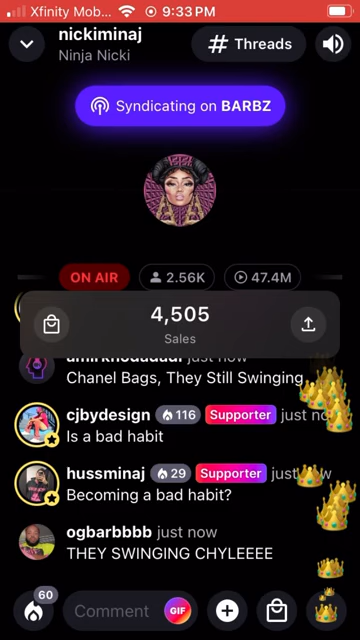 Xfinity Mob... 9:33 PM
nickiminaj
Ninja Nicki
# Threads
Syndicating on BARBZ
ON AIR 2.56K 47.4M
4,505
Sales
just now
Chanel Bags, They Still Swinging
cjbydesign 116 Supporter just
Is a bad habit
hussminaj 29 Supporter
Becoming a bad habit?
ogbarbbbb just now
THEY SWINGING CHYLEEEE
60
Comment GIF